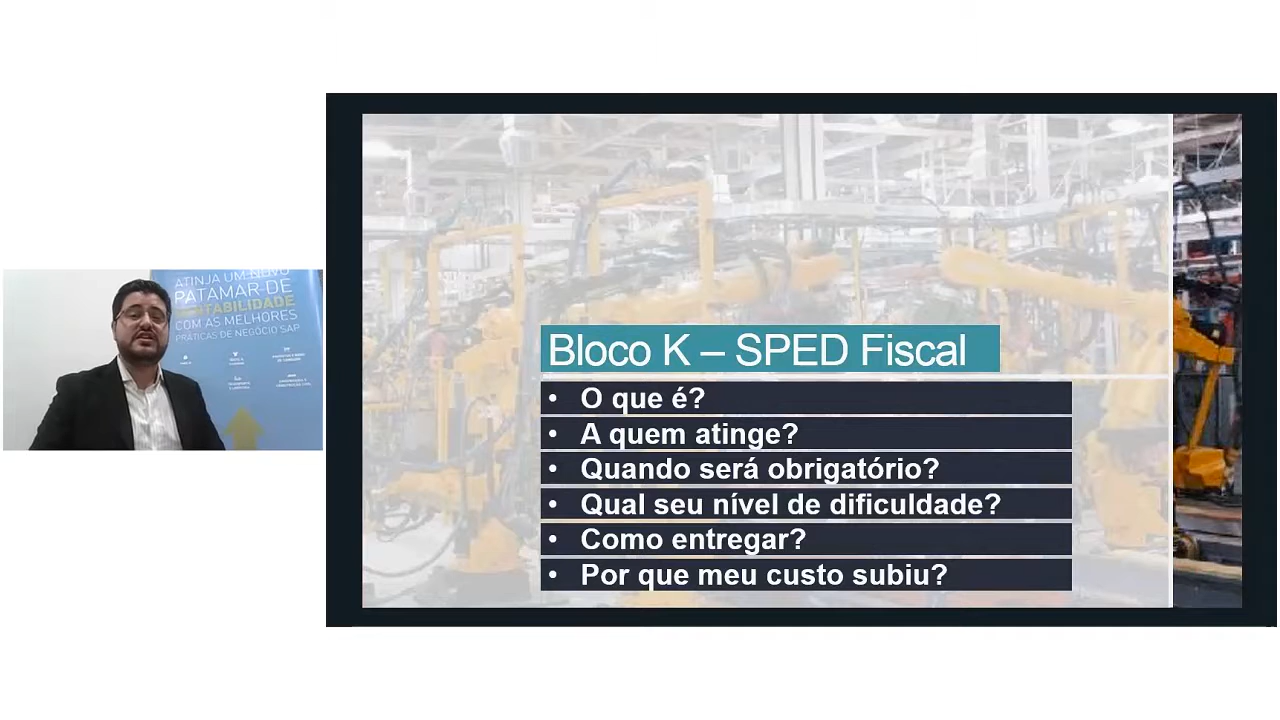 ATINJA UM NOVO
PATAMAR DE
RENTABILIDADE
COM AS MELHORES
PRÁTICAS DE NEGÓCIO SAP
Bloco K – SPED Fiscal
• O que é?
• A quem atinge?
• Quando será obrigatório?
• Qual seu nível de dificuldade?
• Como entregar?
• Por que meu custo subiu?